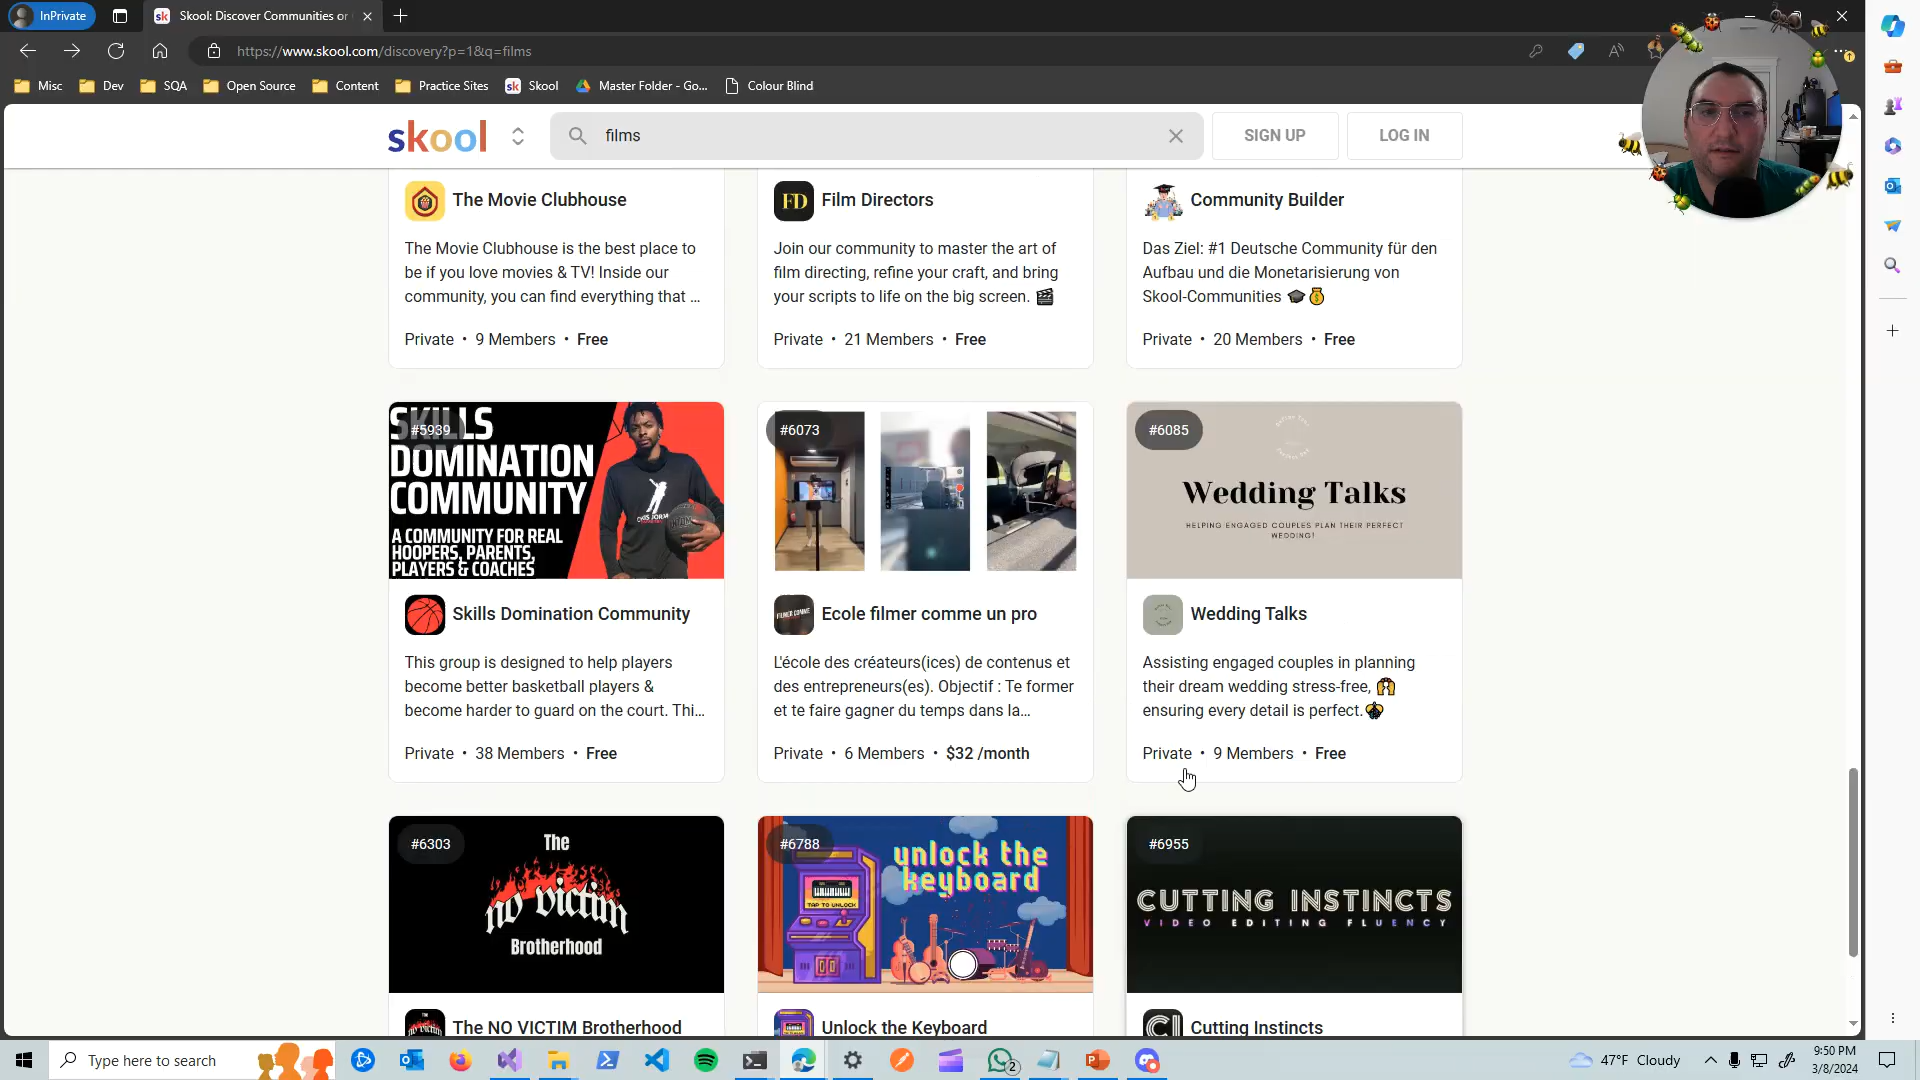 InPrivate
sk Skool: Discover Communities or
https://www.skool.com/discovery?p=1&q=films
Misc Dev SQA Open Source Content Practice Sites sk Skool Master Folder - Go... Colour Blind
skool films SIGN UP LOG IN
The Movie Clubhouse
The Movie Clubhouse is the best place to
be if you love movies & TV! Inside our
community, you can find everything that ...
Private • 9 Members • Free
FD Film Directors
Join our community to master the art of
film directing, refine your craft, and bring
your scripts to life on the big screen. 🎬
Private • 21 Members • Free
Community Builder
Das Ziel: #1 Deutsche Community für den
Aufbau und die Monetarisierung von
Skool-Communities 🎓💰
Private • 20 Members • Free
#5939
SKILLS
DOMINATION
COMMUNITY
A COMMUNITY FOR REAL
HOOPERS, PARENTS,
PLAYERS & COACHES
Skills Domination Community
This group is designed to help players
become better basketball players &
become harder to guard on the court. Thi...
Private • 38 Members • Free
#6073
FILMER COMME
Ecole filmer comme un pro
L'école des créateurs(ices) de contenus et
des entrepreneurs(es). Objectif : Te former
et te faire gagner du temps dans la...
Private • 6 Members • $32 /month
#6085
Wedding Talks
HELPING ENGAGED COUPLES PLAN THEIR PERFECT
WEDDING!
Wedding Talks
Assisting engaged couples in planning
their dream wedding stress-free,
ensuring every detail is perfect.
Private • 9 Members • Free
#6303
The
no victim
Brotherhood
The NO VICTIM Brotherhood
#6788
unlock the
keyboard
TAP TO UNLOCK
Unlock the Keyboard
#6955
CUTTING INSTINCTS
VIDEO EDITING FLUENCY
CI Cutting Instincts
Type here to search
2
47°F Cloudy
9:50 PM
3/8/2024